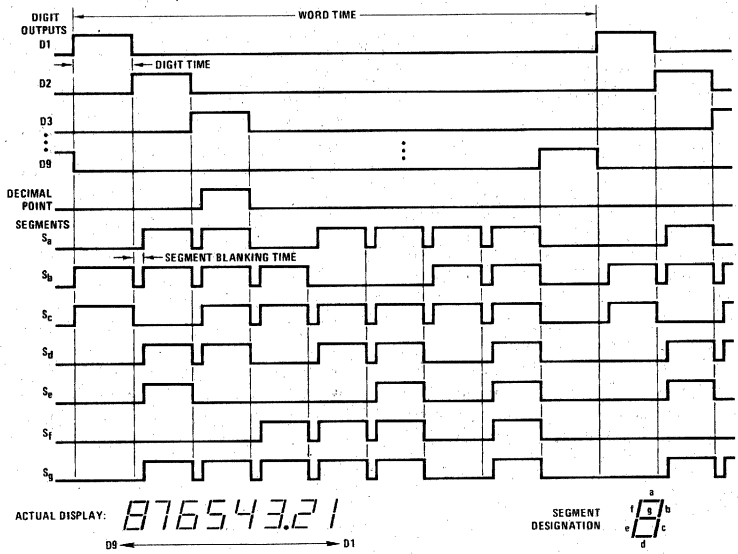 DIGIT
OUTPUTS
WORD TIME
D1
DIGIT TIME
D2
D3
D9
DECIMAL
POINT
SEGMENTS
Sa
SEGMENT BLANKING TIME
Sb
Sc
Sd
Se
Sf
Sg
ACTUAL DISPLAY: 876543.21
D9 D1
SEGMENT
DESIGNATION
a
f g b
e c
d